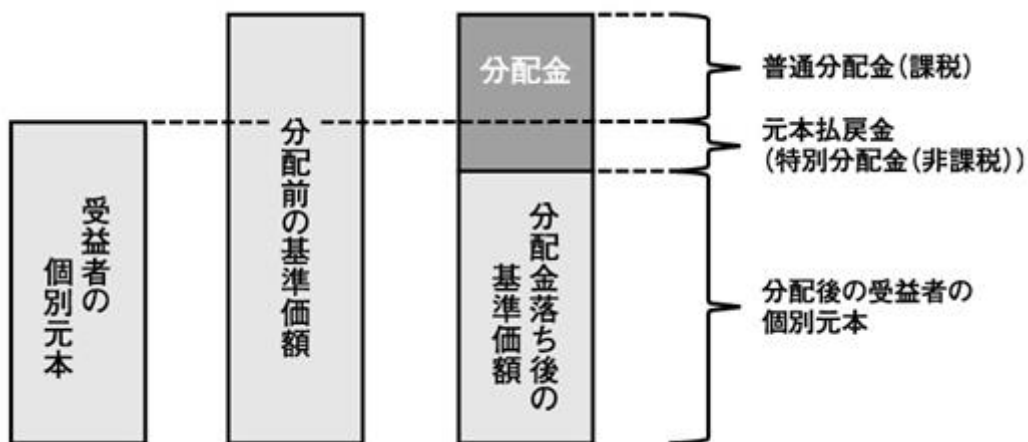 受益者の
個別元本
分配前の基準価額
分配金
分配金落ち後の
基準価額
普通分配金(課税)
元本払戻金
(特別分配金(非課税))
分配後の受益者の
個別元本